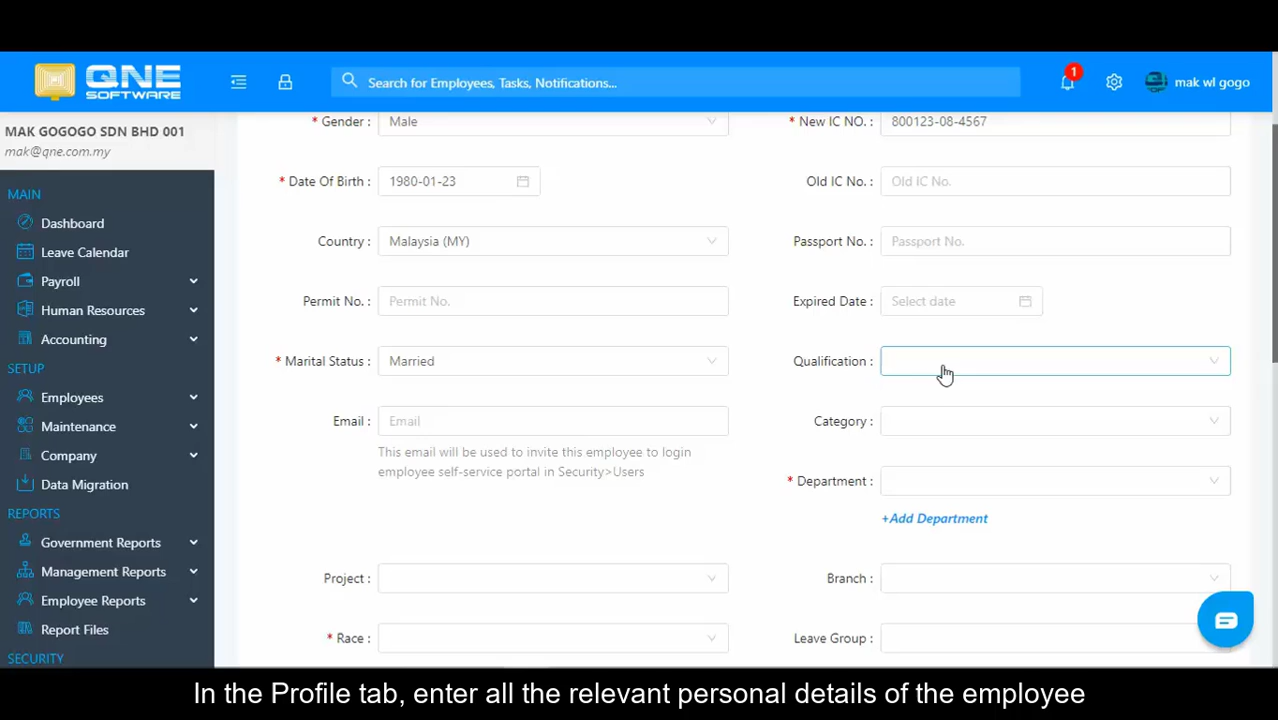 QNE
SOFTWARE
Search for Employees, Tasks, Notifications...
1
mak wl gogo
MAK GOGOGO SDN BHD 001
mak@qne.com.my
MAIN
Dashboard
Leave Calendar
Payroll
Human Resources
Accounting
SETUP
Employees
Maintenance
Company
Data Migration
REPORTS
Government Reports
Management Reports
Employee Reports
Report Files
SECURITY
* Gender : Male
* New IC NO. : 800123-08-4567
* Date Of Birth : 1980-01-23
Old IC No. : Old IC No.
Country : Malaysia (MY)
Passport No. : Passport No.
Permit No. : Permit No.
Expired Date : Select date
* Marital Status : Married
Qualification :
Email : Email
Category :
This email will be used to invite this employee to login
employee self-service portal in Security>Users
* Department :
+Add Department
Project :
Branch :
* Race :
Leave Group :
In the Profile tab, enter all the relevant personal details of the employee